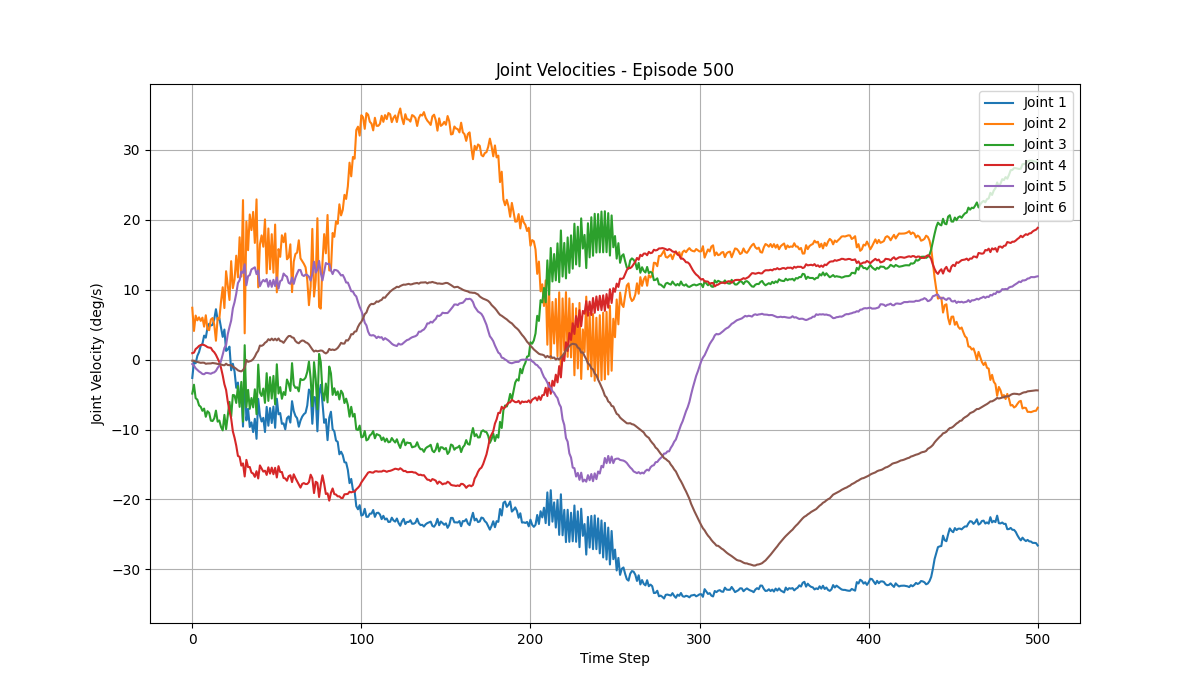 Joint Velocities - Episode 500
Joint Velocity (deg/s)
30
20
10
0
−10
−20
−30
0
100
200
300
400
500
Time Step
Joint 1
Joint 2
Joint 3
Joint 4
Joint 5
Joint 6